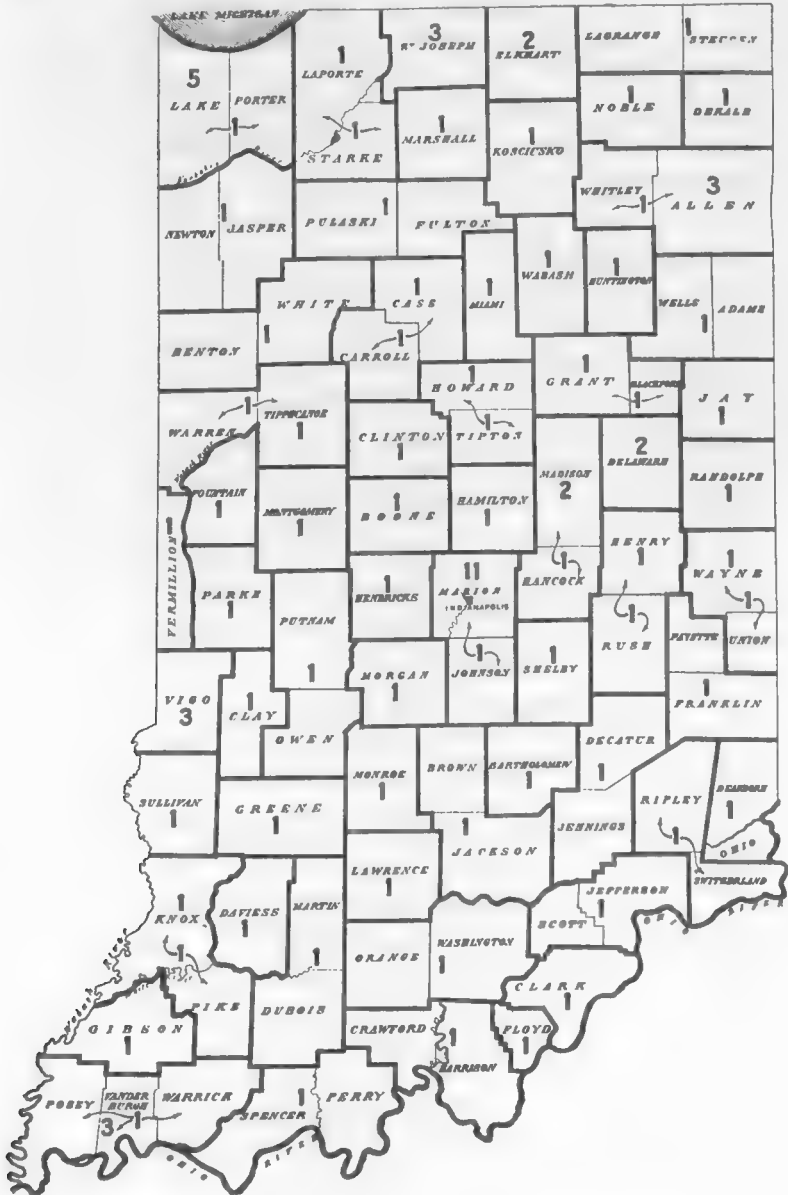 LAKE MICHIGAN
5
LAKE
PORTER
1
1
LAPORTE
3
ST JOSEPH
2
ELKHART
LAGRANGE
1
STEUBEN
1
STARKE
1
MARSHALL
1
KOSCIUSKO
1
NOBLE
1
DEKALB
WHITLEY
1
3
ALLEN
NEWTON
1
JASPER
PULASKI
1
FULTON
1
MIAMI
1
WABASH
1
HUNTINGTON
WELLS
1
ADAMS
BENTON
1
WHITE
1
CASE
1
CARROLL
1
HOWARD
1
TIPTON
1
GRANT
BLACKFORD
1
JAY
1
WARREN
1
TIPPECANOE
1
CLINTON
1
MADISON
2
2
DELAWARE
RANDOLPH
1
FOUNTAIN
1
MONTGOMERY
1
1
BOONE
HAMILTON
1
VERMILLION
1
PARKE
1
PUTNAM
1
1
HENDRICKS
11
MARION
INDIANAPOLIS
1
HANCOCK
HENRY
1
1
RUSH
1
WAYNE
1
FAYETTE
UNION
VIGO
3
1
CLAY
OWEN
MORGAN
1
1
JOHNSON
1
SHELBY
1
FRANKLIN
SULLIVAN
1
GREENE
1
MONROE
1
BROWN
BARTHOLOMEW
1
DECATUR
1
RIPLEY
1
DEARBORN
1
OHIO
1
JACKSON
JENNINGS
SWITZERLAND
1
KNOX
1
DAVIESS
1
MARTIN
1
LAWRENCE
1
ORANGE
WASHINGTON
1
SCOTT
JEFFERSON
1
OHIO RIVER
GIBSON
1
PIKE
DUBOIS
CRAWFORD
1
HARRISON
CLARK
1
FLOYD
1
POSEY
VANDERBURGH
3
1
WARRICK
1
SPENCER
PERRY
OHIO RIVER